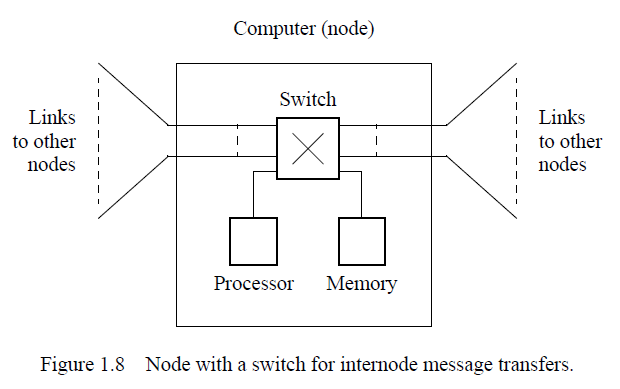 Computer (node)
Switch
Links
to other
nodes
Links
to other
nodes
Processor
Memory
Figure 1.8 Node with a switch for internode message transfers.